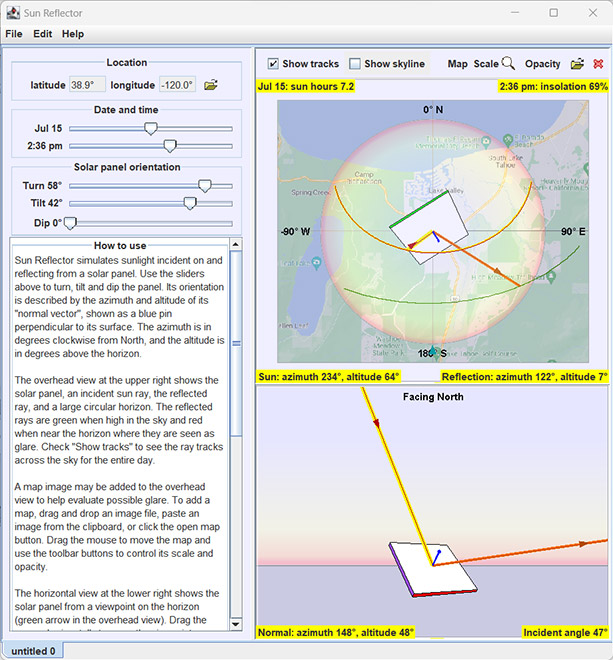 Sun Reflector
File Edit Help
Location
latitude 38.9° longitude -120.0°
Date and time
Jul 15
2:36 pm
Solar panel orientation
Turn 58°
Tilt 42°
Dip 0°
How to use
Sun Reflector simulates sunlight incident on and
reflecting from a solar panel. Use the sliders
above to turn, tilt and dip the panel. Its orientation
is described by the azimuth and altitude of its
"normal vector", shown as a blue pin
perpendicular to its surface. The azimuth is in
degrees clockwise from North, and the altitude is
in degrees above the horizon.
The overhead view at the upper right shows the
solar panel, an incident sun ray, the reflected
ray, and a large circular horizon. The reflected
rays are green when high in the sky and red
when near the horizon where they are seen as
glare. Check "Show tracks" to see the ray tracks
across the sky for the entire day.
A map image may be added to the overhead
view to help evaluate possible glare. To add a
map, drag and drop an image file, paste an
image from the clipboard, or click the open map
button. Drag the mouse to move the map and
use the toolbar buttons to control its scale and
opacity.
The horizontal view at the lower right shows the
solar panel from a viewpoint on the horizon
(green arrow in the overhead view). Drag the
untitled 0
Show tracks Show skyline Map Scale Opacity
Jul 15: sun hours 7.2 2:36 pm: insolation 69%
0° N
South Lake
Camp
Spring Creek
Valley
-90° W 90° E
Washoe
State Park
180° S
Sun: azimuth 234°, altitude 64° Reflection: azimuth 122°, altitude 7°
Facing North
Normal: azimuth 148°, altitude 48° Incident angle 47°